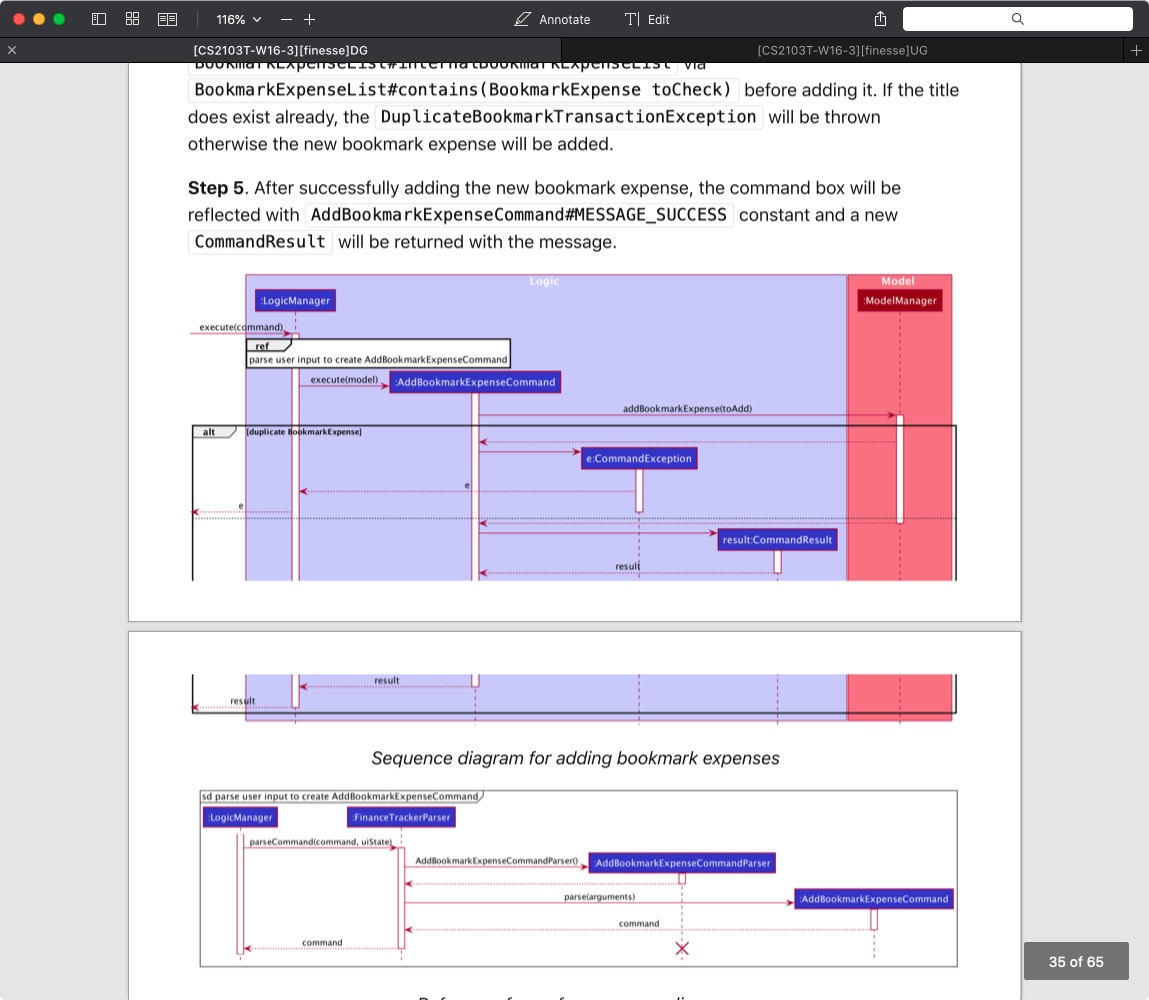 116%
Annotate
Edit
[CS2103T-W16-3][finesse]DG
[CS2103T-W16-3][finesse]UG
BookmarkExpenseList#internalBookmarkExpenseList via
BookmarkExpenseList#contains(BookmarkExpense toCheck) before adding it. If the title
does exist already, the DuplicateBookmarkTransactionException will be thrown
otherwise the new bookmark expense will be added.
Step 5. After successfully adding the new bookmark expense, the command box will be
reflected with AddBookmarkExpenseCommand#MESSAGE_SUCCESS constant and a new
CommandResult will be returned with the message.
Logic
Model
:LogicManager
:ModelManager
execute(command)
ref
parse user input to create AddBookmarkExpenseCommand
execute(model)
:AddBookmarkExpenseCommand
addBookmarkExpense(toAdd)
alt
[duplicate BookmarkExpense]
e:CommandException
e
e
result:CommandResult
result
result
result
Sequence diagram for adding bookmark expenses
sd parse user input to create AddBookmarkExpenseCommand
:LogicManager
:FinanceTrackerParser
parseCommand(command, uiState)
AddBookmarkExpenseCommandParser()
:AddBookmarkExpenseCommandParser
parse(arguments)
:AddBookmarkExpenseCommand
command
command
35 of 65